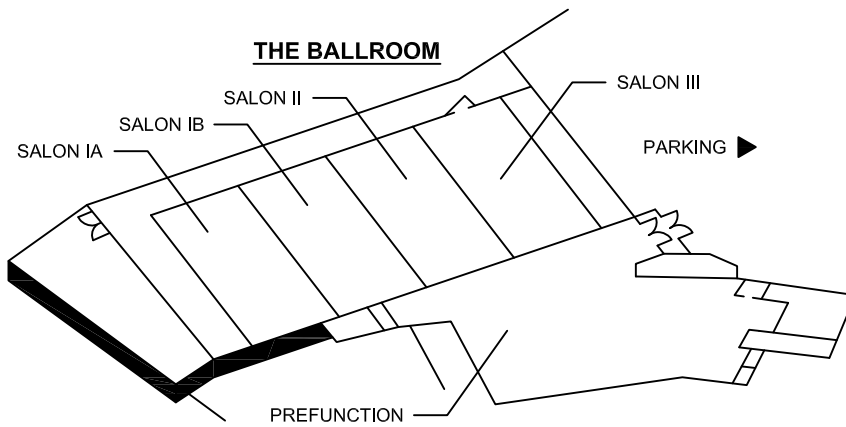 THE BALLROOM
SALON III
SALON II
SALON IB
SALON IA
PARKING
PREFUNCTION